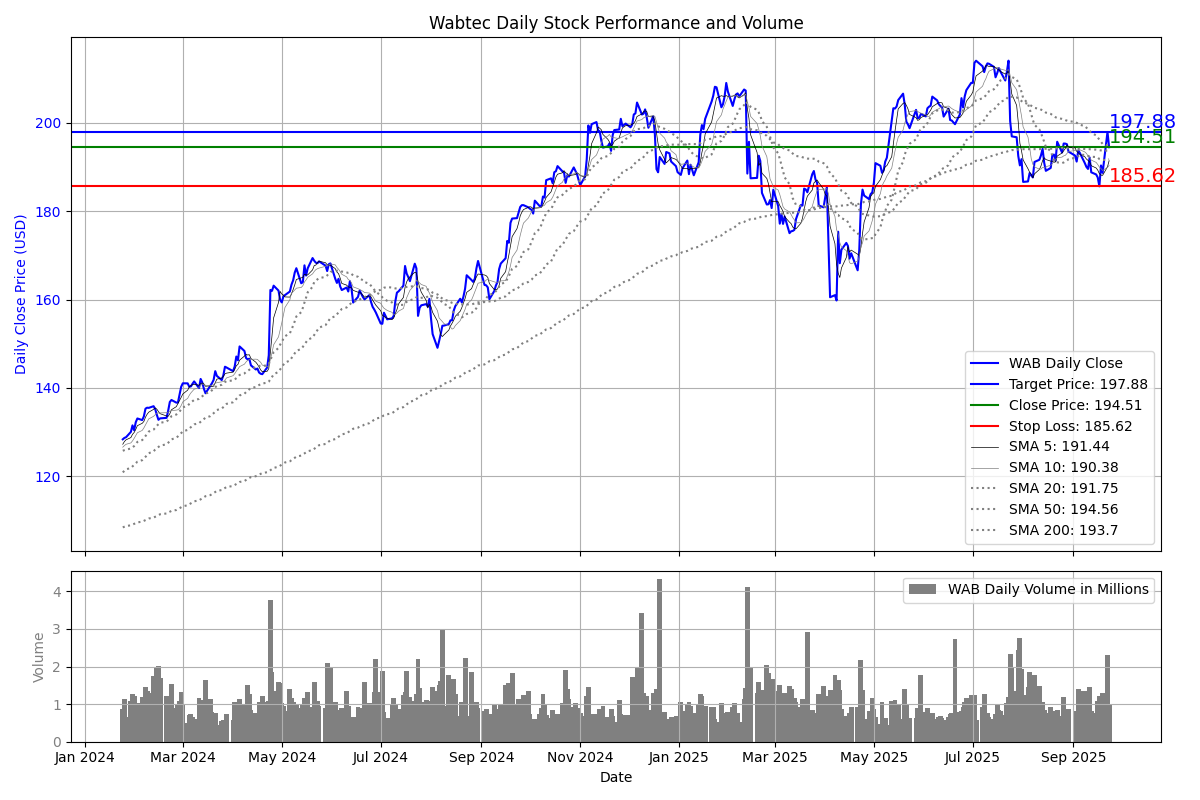 Wabtec Daily Stock Performance and Volume
Daily Close Price (USD)
200
180
160
140
120
197.88
194.51
185.62
WAB Daily Close
Target Price: 197.88
Close Price: 194.51
Stop Loss: 185.62
SMA 5: 191.44
SMA 10: 190.38
SMA 20: 191.75
SMA 50: 194.56
SMA 200: 193.7
Volume
4
3
2
1
0
WAB Daily Volume in Millions
Jan 2024 Mar 2024 May 2024 Jul 2024 Sep 2024 Nov 2024 Jan 2025 Mar 2025 May 2025 Jul 2025 Sep 2025
Date